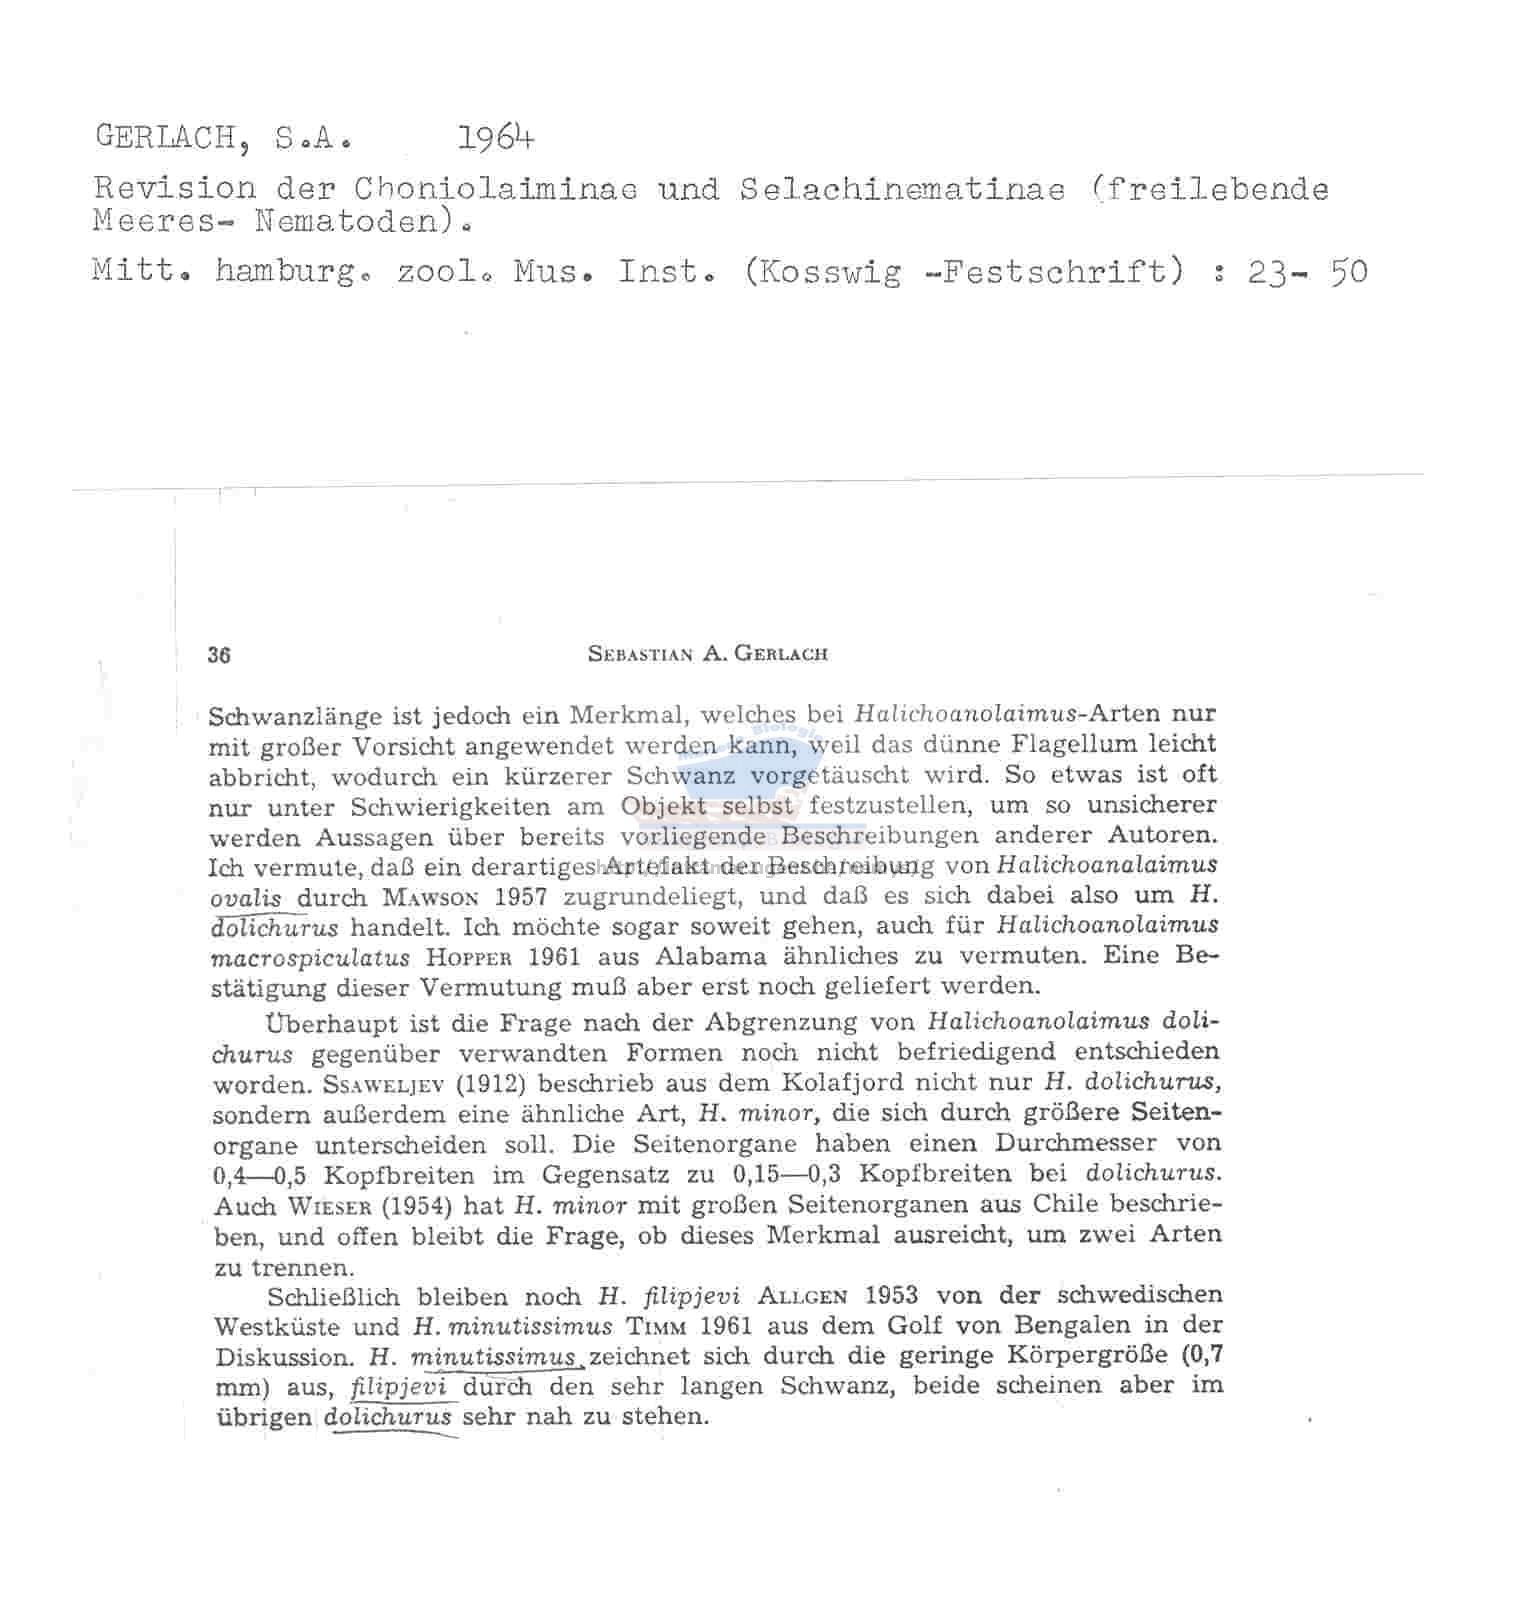 GERLACH, S.A. 1964
Revision der Choniolaiminae und Selachinematinae (freilebende
Meeres- Nematoden).
Mitt. hamburg. zool. Mus. Inst. (Kosswig -Festschrift) : 23- 50
36 SEBASTIAN A. GERLACH
Schwanzlänge ist jedoch ein Merkmal, welches bei Halichoanolaimus-Arten nur
mit großer Vorsicht angewendet werden kann, weil das dünne Flagellum leicht
abbricht, wodurch ein kürzerer Schwanz vorgetäuscht wird. So etwas ist oft
nur unter Schwierigkeiten am Objekt selbst festzustellen, um so unsicherer
werden Aussagen über bereits vorliegende Beschreibungen anderer Autoren.
Ich vermute, daß ein derartiges Artefakt der Beschreibung von Halichoanalaimus
ovalis durch MAWSON 1957 zugrundeliegt, und daß es sich dabei also um H.
dolichurus handelt. Ich möchte sogar soweit gehen, auch für Halichoanolaimus
macrospiculatus HOPPER 1961 aus Alabama ähnliches zu vermuten. Eine Be-
stätigung dieser Vermutung muß aber erst noch geliefert werden.
Überhaupt ist die Frage nach der Abgrenzung von Halichoanolaimus doli-
churus gegenüber verwandten Formen noch nicht befriedigend entschieden
worden. SSAWELJEV (1912) beschrieb aus dem Kolafjord nicht nur H. dolichurus,
sondern außerdem eine ähnliche Art, H. minor, die sich durch größere Seiten-
organe unterscheiden soll. Die Seitenorgane haben einen Durchmesser von
0,4—0,5 Kopfbreiten im Gegensatz zu 0,15—0,3 Kopfbreiten bei dolichurus.
Auch WIESER (1954) hat H. minor mit großen Seitenorganen aus Chile beschrie-
ben, und offen bleibt die Frage, ob dieses Merkmal ausreicht, um zwei Arten
zu trennen.
Schließlich bleiben noch H. filipjevi ALLGEN 1953 von der schwedischen
Westküste und H. minutissimus TIMM 1961 aus dem Golf von Bengalen in der
Diskussion. H. minutissimus zeichnet sich durch die geringe Körpergröße (0,7
mm) aus, filipjevi durch den sehr langen Schwanz, beide scheinen aber im
übrigen dolichurus sehr nah zu stehen.